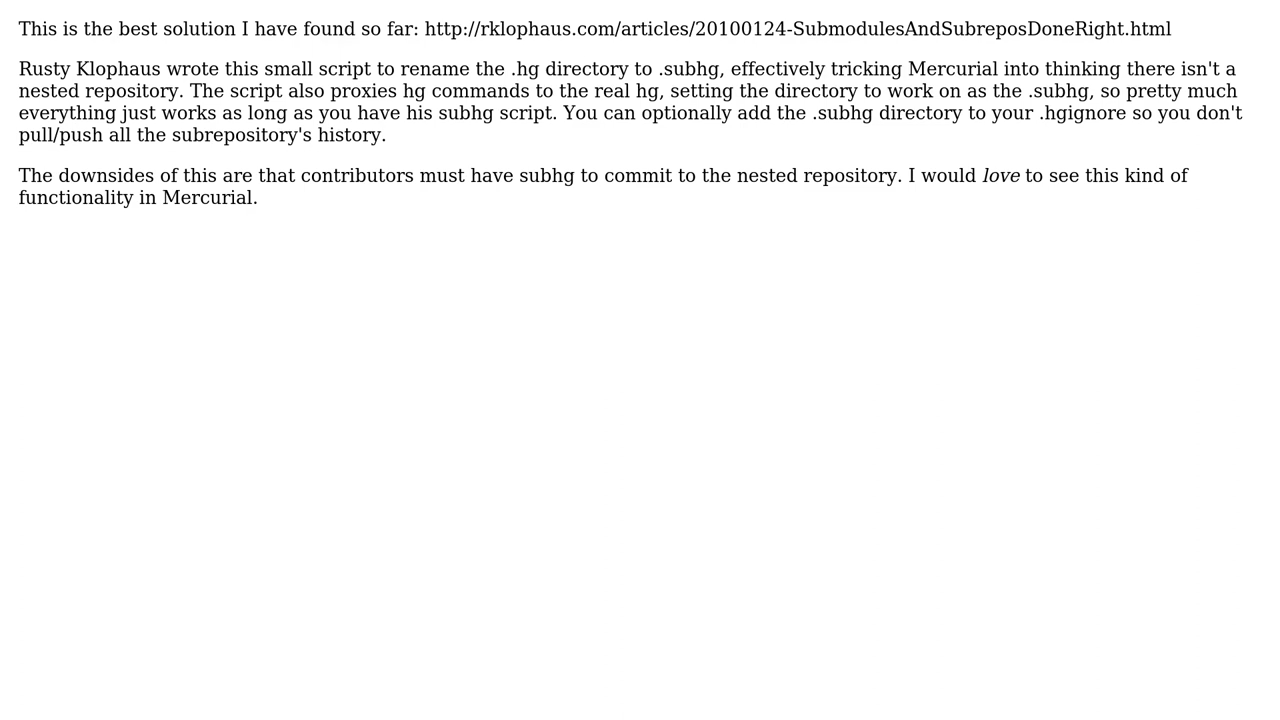 This is the best solution I have found so far: http://rklophaus.com/articles/20100124-SubmodulesAndSubreposDoneRight.html
Rusty Klophaus wrote this small script to rename the .hg directory to .subhg, effectively tricking Mercurial into thinking there isn't a
nested repository. The script also proxies hg commands to the real hg, setting the directory to work on as the .subhg, so pretty much
everything just works as long as you have his subhg script. You can optionally add the .subhg directory to your .hgignore so you don't
pull/push all the subrepository's history.
The downsides of this are that contributors must have subhg to commit to the nested repository. I would love to see this kind of
functionality in Mercurial.